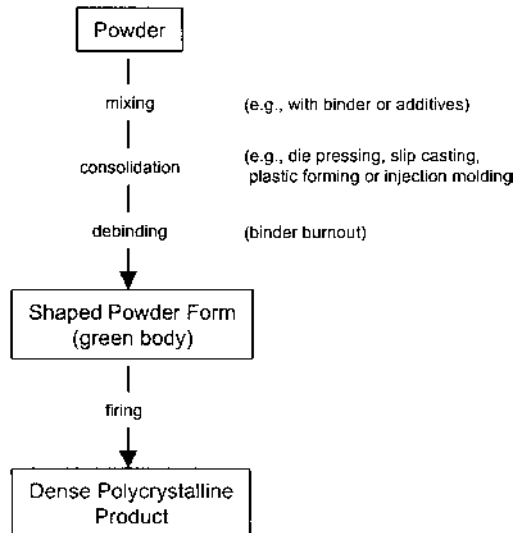 Powder
mixing (e.g., with binder or additives)
consolidation (e.g., die pressing, slip casting,
plastic forming or injection molding
debinding (binder burnout)
Shaped Powder Form
(green body)
firing
Dense Polycrystalline
Product